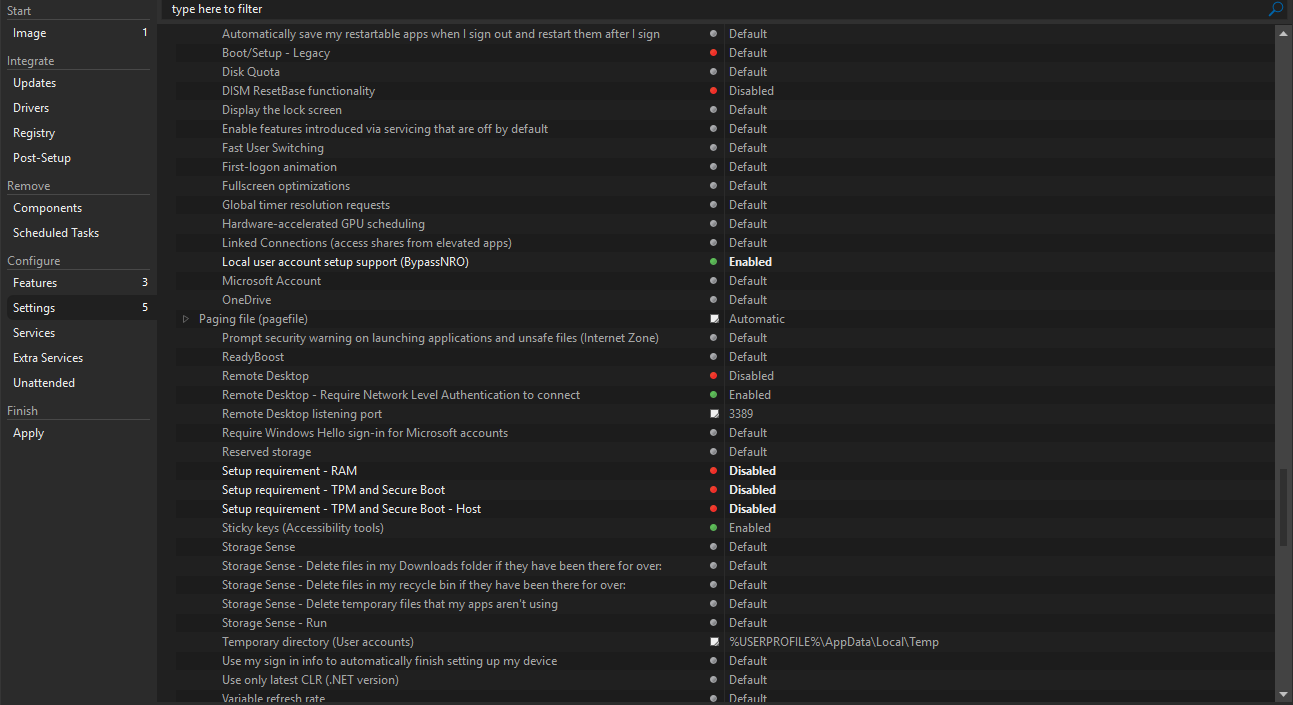 Start
Image 1
Integrate
Updates
Drivers
Registry
Post-Setup
Remove
Components
Scheduled Tasks
Configure
Features 3
Settings 5
Services
Extra Services
Unattended
Finish
Apply
type here to filter
Automatically save my restartable apps when I sign out and restart them after I sign Default
Boot/Setup - Legacy Default
Disk Quota Default
DISM ResetBase functionality Disabled
Display the lock screen Default
Enable features introduced via servicing that are off by default Default
Fast User Switching Default
First-logon animation Default
Fullscreen optimizations Default
Global timer resolution requests Default
Hardware-accelerated GPU scheduling Default
Linked Connections (access shares from elevated apps) Default
Local user account setup support (BypassNRO) Enabled
Microsoft Account Default
OneDrive Default
Paging file (pagefile) Automatic
Prompt security warning on launching applications and unsafe files (Internet Zone) Default
ReadyBoost Default
Remote Desktop Disabled
Remote Desktop - Require Network Level Authentication to connect Enabled
Remote Desktop listening port 3389
Require Windows Hello sign-in for Microsoft accounts Default
Reserved storage Default
Setup requirement - RAM Disabled
Setup requirement - TPM and Secure Boot Disabled
Setup requirement - TPM and Secure Boot - Host Disabled
Sticky keys (Accessibility tools) Enabled
Storage Sense Default
Storage Sense - Delete files in my Downloads folder if they have been there for over: Default
Storage Sense - Delete files in my recycle bin if they have been there for over: Default
Storage Sense - Delete temporary files that my apps aren't using Default
Storage Sense - Run Default
Temporary directory (User accounts) %USERPROFILE%\AppData\Local\Temp
Use my sign in info to automatically finish setting up my device Default
Use only latest CLR (.NET version) Default
Variable refresh rate Default